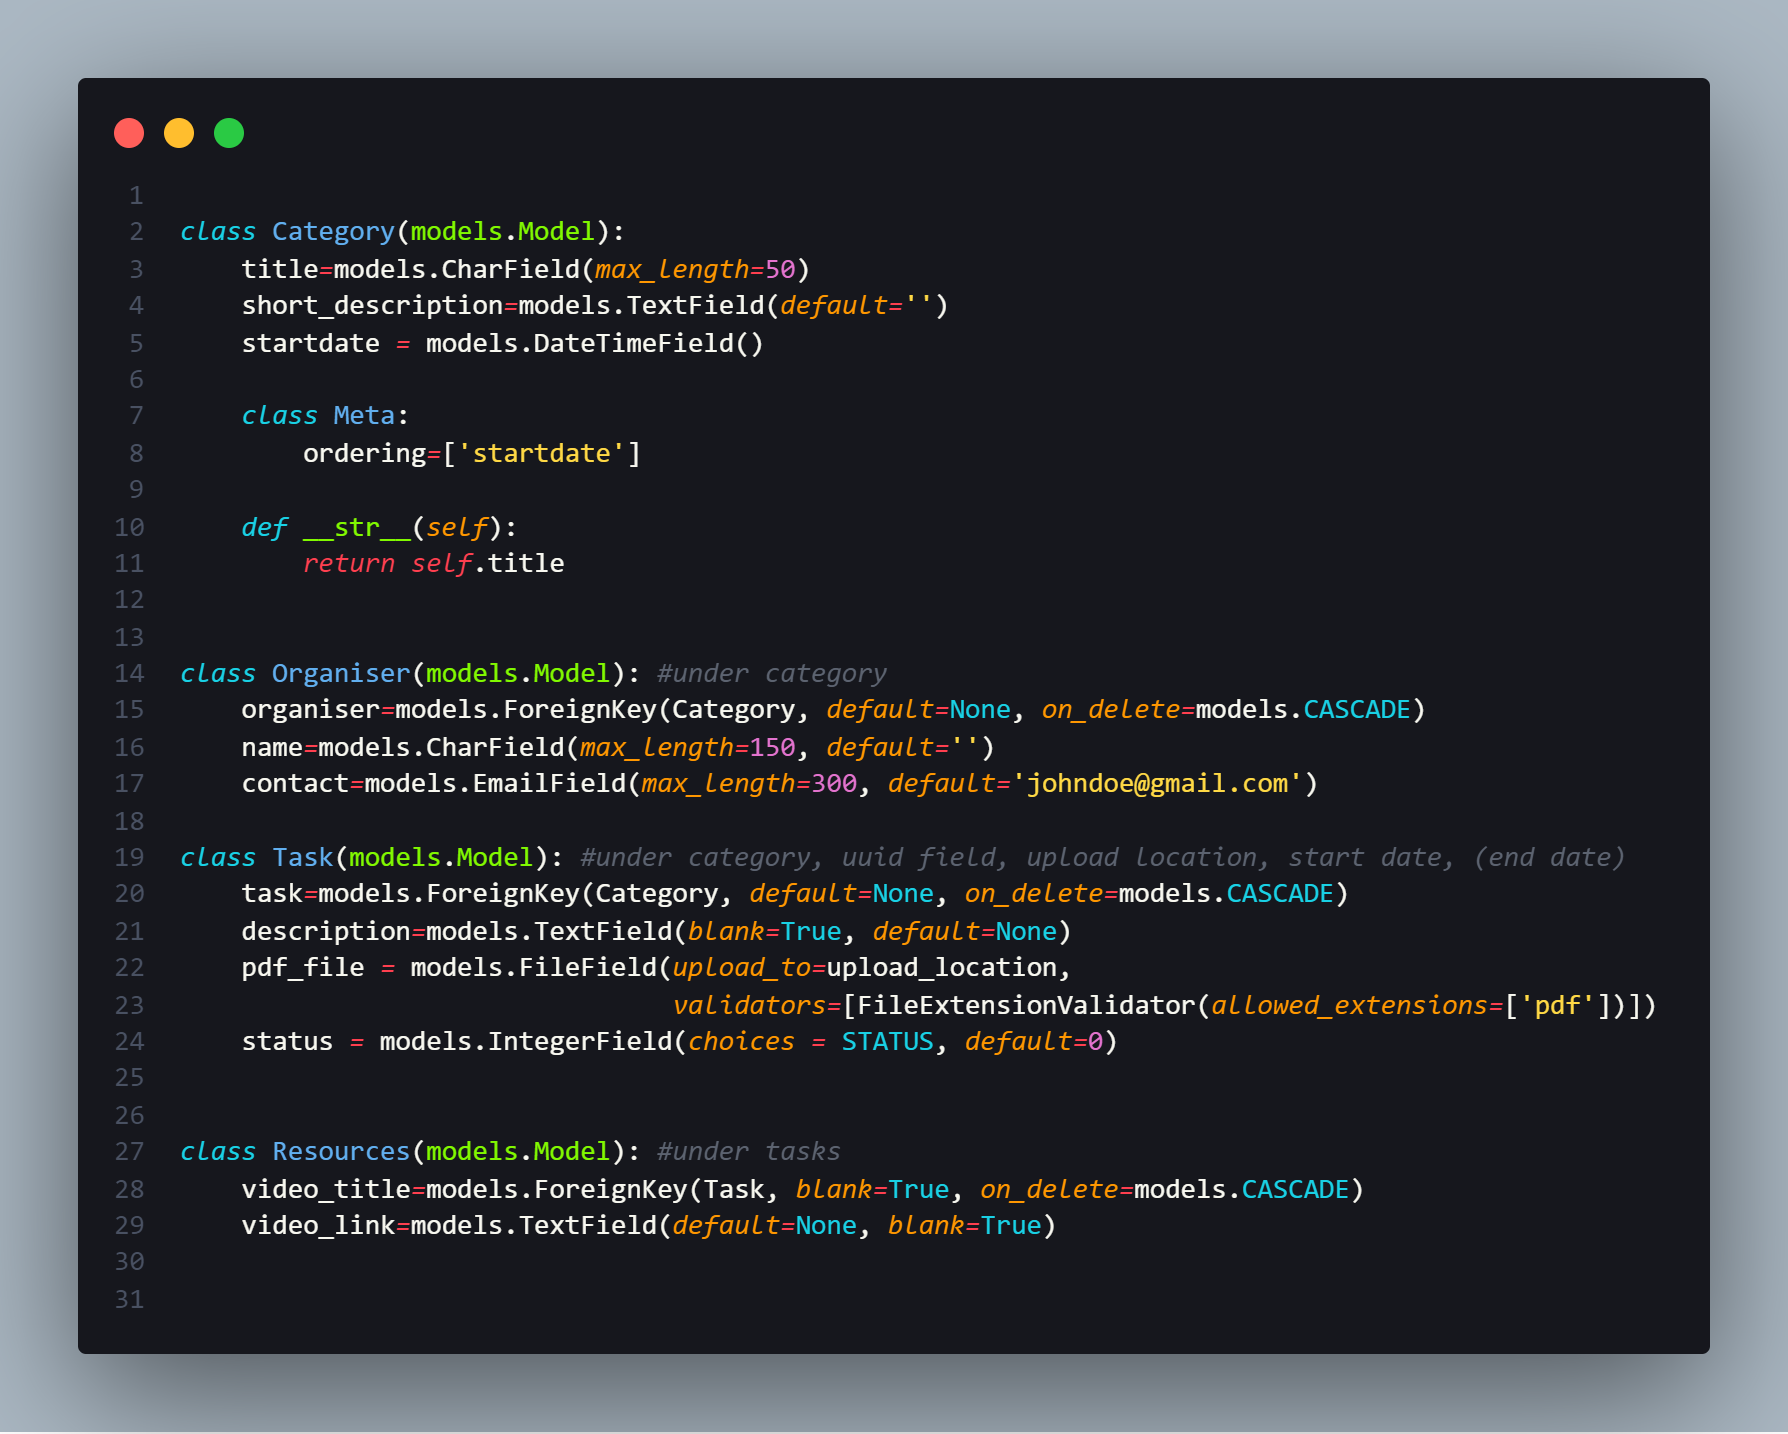 1
2 class Category(models.Model):
3     title=models.CharField(max_length=50)
4     short_description=models.TextField(default='')
5     startdate = models.DateTimeField()
6
7     class Meta:
8         ordering=['startdate']
9
10     def __str__(self):
11         return self.title
12
13
14 class Organiser(models.Model): #under category
15     organiser=models.ForeignKey(Category, default=None, on_delete=models.CASCADE)
16     name=models.CharField(max_length=150, default='')
17     contact=models.EmailField(max_length=300, default='johndoe@gmail.com')
18
19 class Task(models.Model): #under category, uuid field, upload location, start date, (end date)
20     task=models.ForeignKey(Category, default=None, on_delete=models.CASCADE)
21     description=models.TextField(blank=True, default=None)
22     pdf_file = models.FileField(upload_to=upload_location,
23                                 validators=[FileExtensionValidator(allowed_extensions=['pdf'])])
24     status = models.IntegerField(choices = STATUS, default=0)
25
26
27 class Resources(models.Model): #under tasks
28     video_title=models.ForeignKey(Task, blank=True, on_delete=models.CASCADE)
29     video_link=models.TextField(default=None, blank=True)
30
31